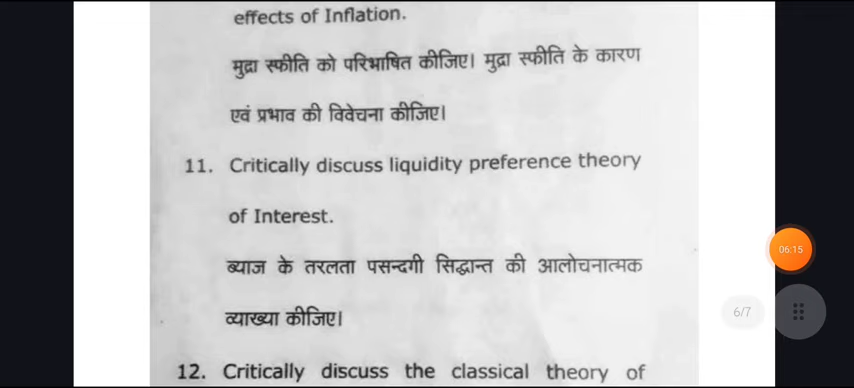 effects of Inflation.
मुद्रा स्फीति को परिभाषित कीजिए। मुद्रा स्फीति के कारण
एवं प्रभाव की विवेचना कीजिए।
11. Critically discuss liquidity preference theory
of Interest.
06:15
ब्याज के तरलता पसन्दगी सिद्धान्त की आलोचनात्मक
व्याख्या कीजिए।
6/7
12. Critically discuss the classical theory of